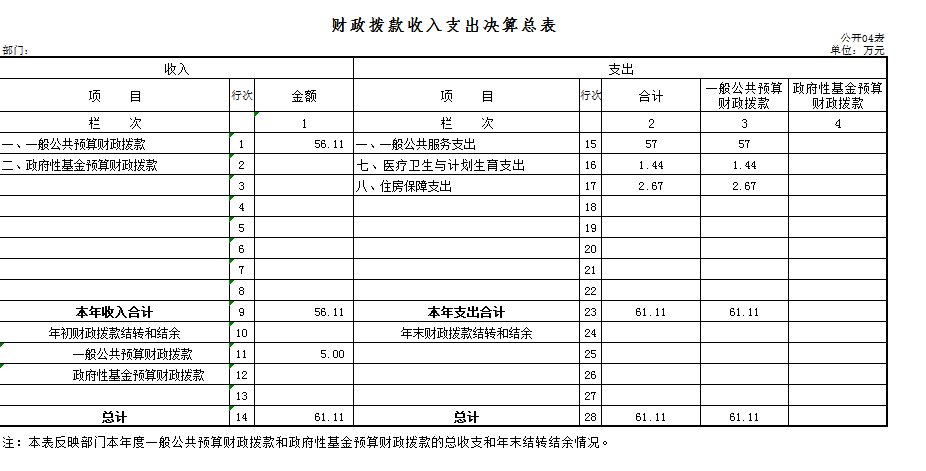 财政拨款收入支出决算总表
公开04表
部门： 单位：万元
收入 支出
项 目 行次 金额 项 目 行次 合计 一般公共预算财政拨款 政府性基金预算财政拨款
栏 次 1 栏 次 2 3 4
一、一般公共预算财政拨款 1 56.11 一、一般公共服务支出 15 57 57
二、政府性基金预算财政拨款 2 七、医疗卫生与计划生育支出 16 1.44 1.44
3 八、住房保障支出 17 2.67 2.67
4 18
5 19
6 20
7 21
8 22
本年收入合计 9 56.11 本年支出合计 23 61.11 61.11
年初财政拨款结转和结余 10 年末财政拨款结转和结余 24
一般公共预算财政拨款 11 5.00 25
政府性基金预算财政拨款 12 26
13 27
总计 14 61.11 总计 28 61.11 61.11
注：本表反映部门本年度一般公共预算财政拨款和政府性基金预算财政拨款的总收支和年末结转结余情况。